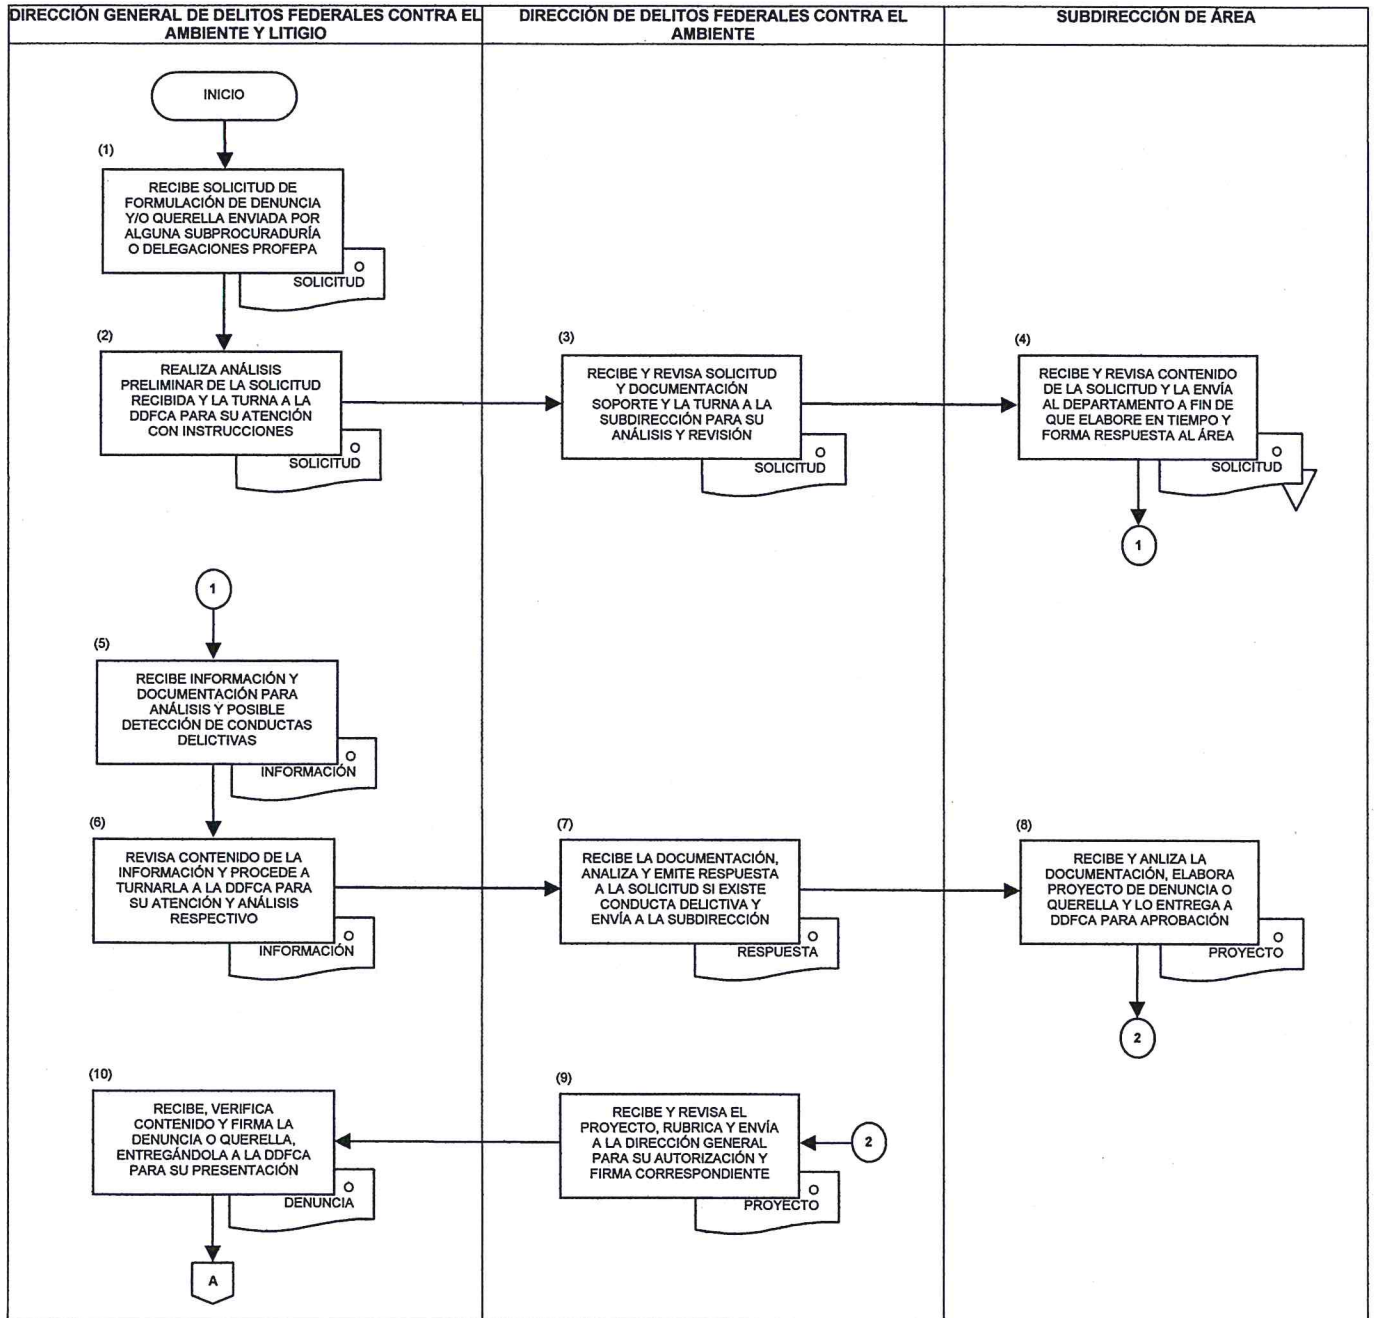 DIRECCIÓN GENERAL DE DELITOS FEDERALES CONTRA EL
AMBIENTE Y LITIGIO
DIRECCIÓN DE DELITOS FEDERALES CONTRA EL
AMBIENTE
SUBDIRECCIÓN DE ÁREA
INICIO
(1)
RECIBE SOLICITUD DE
FORMULACIÓN DE DENUNCIA
Y/O QUERELLA ENVIADA POR
ALGUNA SUBPROCURADURÍA
O DELEGACIONES PROFEPA
O
SOLICITUD
(2)
REALIZA ANÁLISIS
PRELIMINAR DE LA SOLICITUD
RECIBIDA Y LA TURNA A LA
DDFCA PARA SU ATENCIÓN
CON INSTRUCCIONES
O
SOLICITUD
(3)
RECIBE Y REVISA SOLICITUD
Y DOCUMENTACIÓN
SOPORTE Y LA TURNA A LA
SUBDIRECCIÓN PARA SU
ANÁLISIS Y REVISIÓN
O
SOLICITUD
(4)
RECIBE Y REVISA CONTENIDO
DE LA SOLICITUD Y LA ENVÍA
AL DEPARTAMENTO A FIN DE
QUE ELABORE EN TIEMPO Y
FORMA RESPUESTA AL ÁREA
O
SOLICITUD
1
1
(5)
RECIBE INFORMACIÓN Y
DOCUMENTACIÓN PARA
ANÁLISIS Y POSIBLE
DETECCIÓN DE CONDUCTAS
DELICTIVAS
O
INFORMACIÓN
(6)
REVISA CONTENIDO DE LA
INFORMACIÓN Y PROCEDE A
TURNARLA A LA DDFCA PARA
SU ATENCIÓN Y ANÁLISIS
RESPECTIVO
O
INFORMACIÓN
(7)
RECIBE LA DOCUMENTACIÓN,
ANALIZA Y EMITE RESPUESTA
A LA SOLICITUD SI EXISTE
CONDUCTA DELICTIVA Y
ENVÍA A LA SUBDIRECCIÓN
O
RESPUESTA
(8)
RECIBE Y ANLIZA LA
DOCUMENTACIÓN, ELABORA
PROYECTO DE DENUNCIA O
QUERELLA Y LO ENTREGA A
DDFCA PARA APROBACIÓN
O
PROYECTO
2
(10)
RECIBE, VERIFICA
CONTENIDO Y FIRMA LA
DENUNCIA O QUERELLA,
ENTREGÁNDOLA A LA DDFCA
PARA SU PRESENTACIÓN
O
DENUNCIA
(9)
RECIBE Y REVISA EL
PROYECTO, RUBRICA Y ENVÍA
A LA DIRECCIÓN GENERAL
PARA SU AUTORIZACIÓN Y
FIRMA CORRESPONDIENTE
O
PROYECTO
2
A